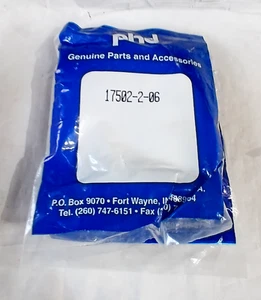 phd
Genuine Parts and Accessories
17502-2-06
P.O. Box 9070 • Fort Wayne,
Tel. (260) 747-6151 • Fax